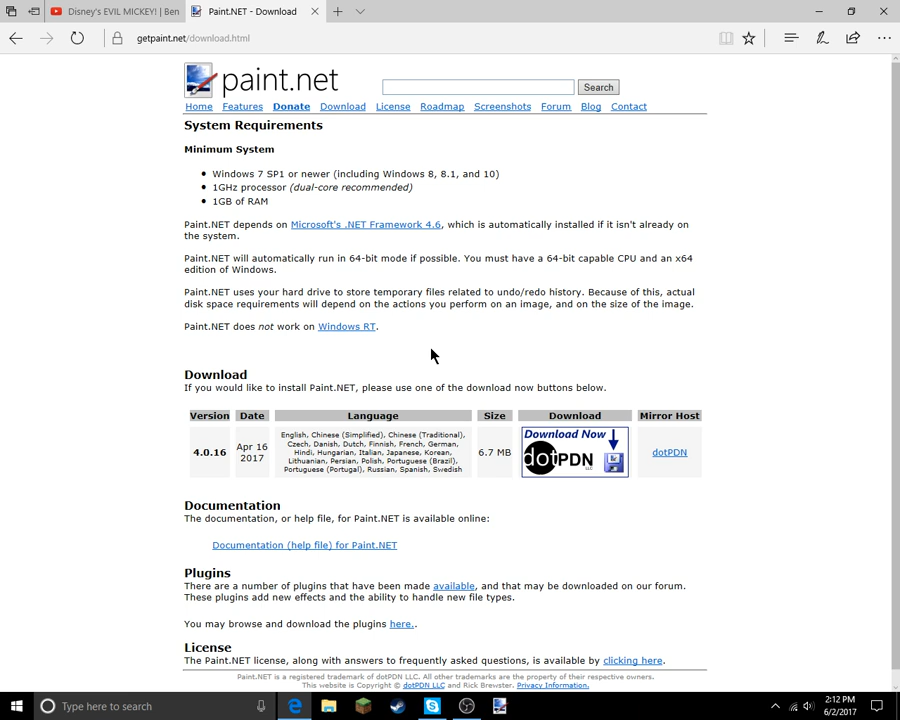 Disney's EVIL MICKEY! | Ben
Paint.NET - Download
getpaint.net/download.html
paint.net
Search
Home Features Donate Download License Roadmap Screenshots Forum Blog Contact
System Requirements
Minimum System
Windows 7 SP1 or newer (including Windows 8, 8.1, and 10)
1GHz processor (dual-core recommended)
1GB of RAM
Paint.NET depends on Microsoft's .NET Framework 4.6, which is automatically installed if it isn't already on
the system.
Paint.NET will automatically run in 64-bit mode if possible. You must have a 64-bit capable CPU and an x64
edition of Windows.
Paint.NET uses your hard drive to store temporary files related to undo/redo history. Because of this, actual
disk space requirements will depend on the actions you perform on an image, and on the size of the image.
Paint.NET does not work on Windows RT.
Download
If you would like to install Paint.NET, please use one of the download now buttons below.
Version Date Language Size Download Mirror Host
4.0.16
Apr 16
2017
English, Chinese (Simplified), Chinese (Traditional),
Czech, Danish, Dutch, Finnish, French, German,
Hindi, Hungarian, Italian, Japanese, Korean,
Lithuanian, Persian, Polish, Portuguese (Brazil),
Portuguese (Portugal), Russian, Spanish, Swedish
6.7 MB
Download Now
dotPDN LLC
dotPDN
Documentation
The documentation, or help file, for Paint.NET is available online:
Documentation (help file) for Paint.NET
Plugins
There are a number of plugins that have been made available, and that may be downloaded on our forum.
These plugins add new effects and the ability to handle new file types.
You may browse and download the plugins here..
License
The Paint.NET license, along with answers to frequently asked questions, is available by clicking here.
Paint.NET is a registered trademark of dotPDN LLC. All other trademarks are the property of their respective owners.
This website is Copyright © dotPDN LLC and Rick Brewster. Privacy Information.
Type here to search
2:12 PM
6/2/2017